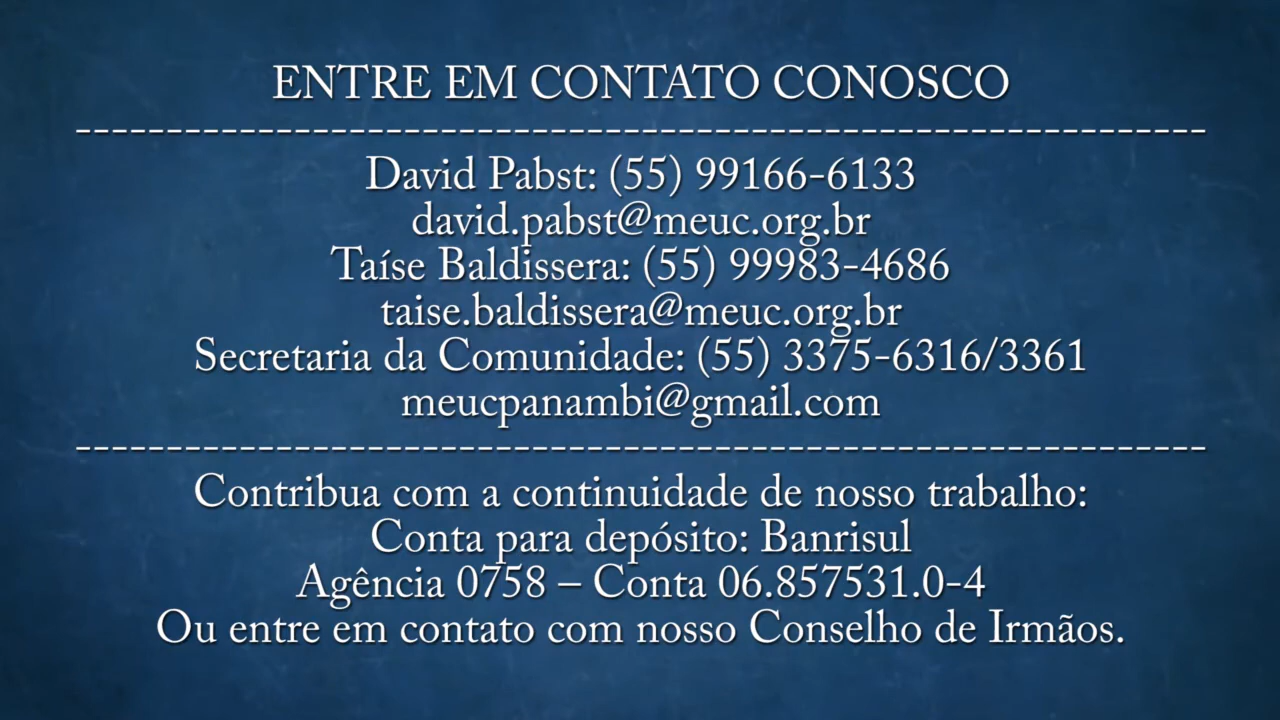 ENTRE EM CONTATO CONOSCO
--------------------------------------------------------------
David Pabst: (55) 99166-6133
david.pabst@meuc.org.br
Taíse Baldissera: (55) 99983-4686
taise.baldissera@meuc.org.br
Secretaria da Comunidade: (55) 3375-6316/3361
meucpanambi@gmail.com
--------------------------------------------------------------
Contribua com a continuidade de nosso trabalho:
Conta para depósito: Banrisul
Agência 0758 – Conta 06.857531.0-4
Ou entre em contato com nosso Conselho de Irmãos.